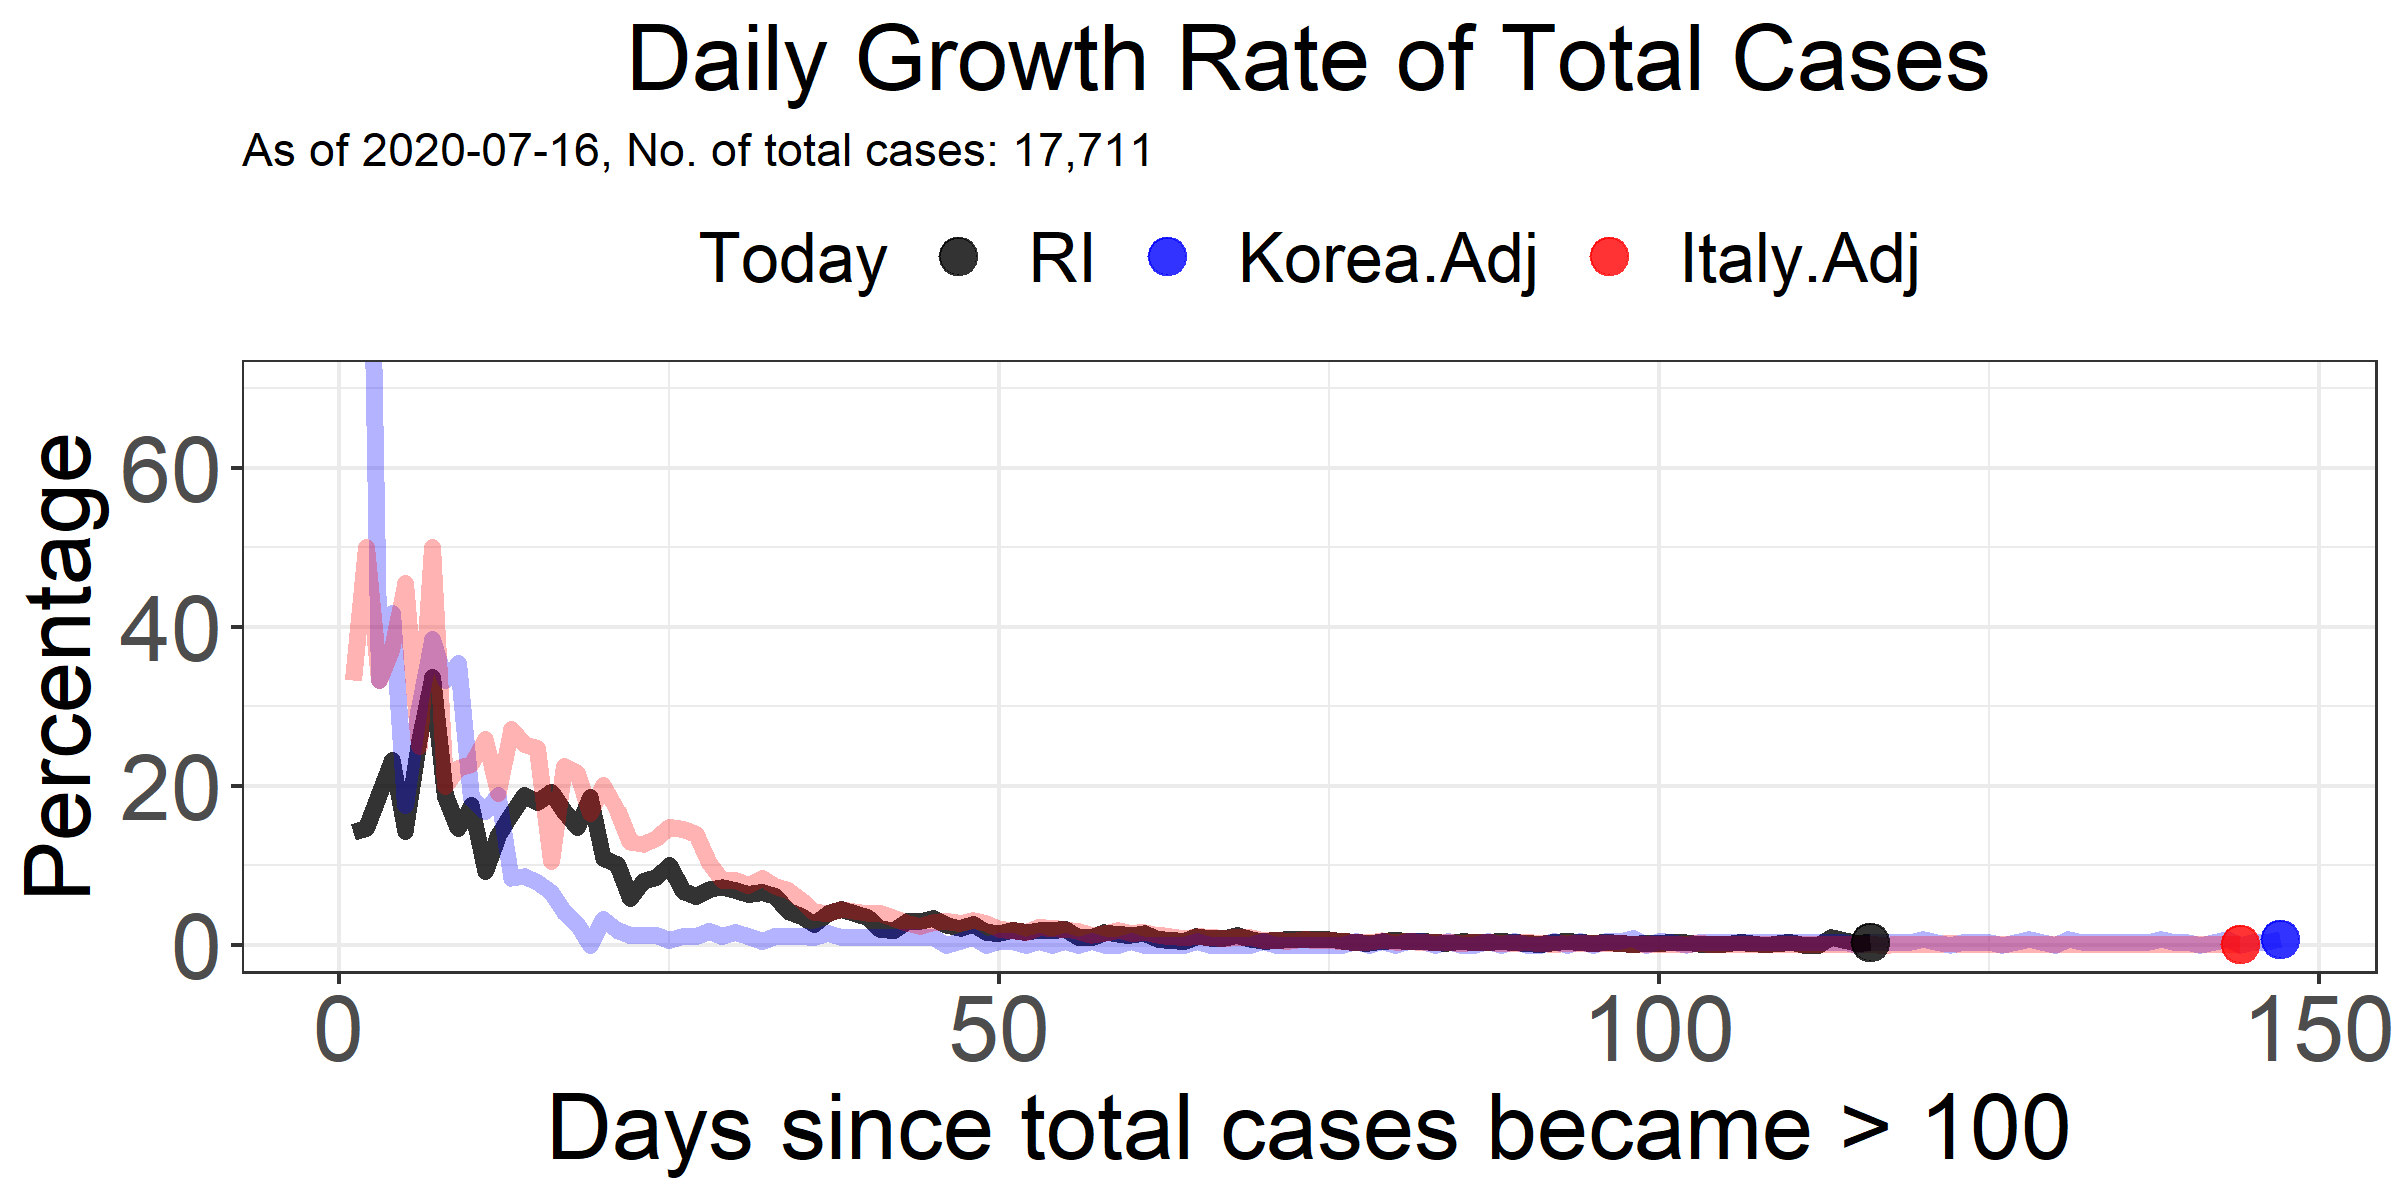 Daily Growth Rate of Total Cases
As of 2020-07-16, No. of total cases: 17,711
Today RI Korea.Adj Italy.Adj
Percentage
60
40
20
0
0 50 100 150
Days since total cases became > 100